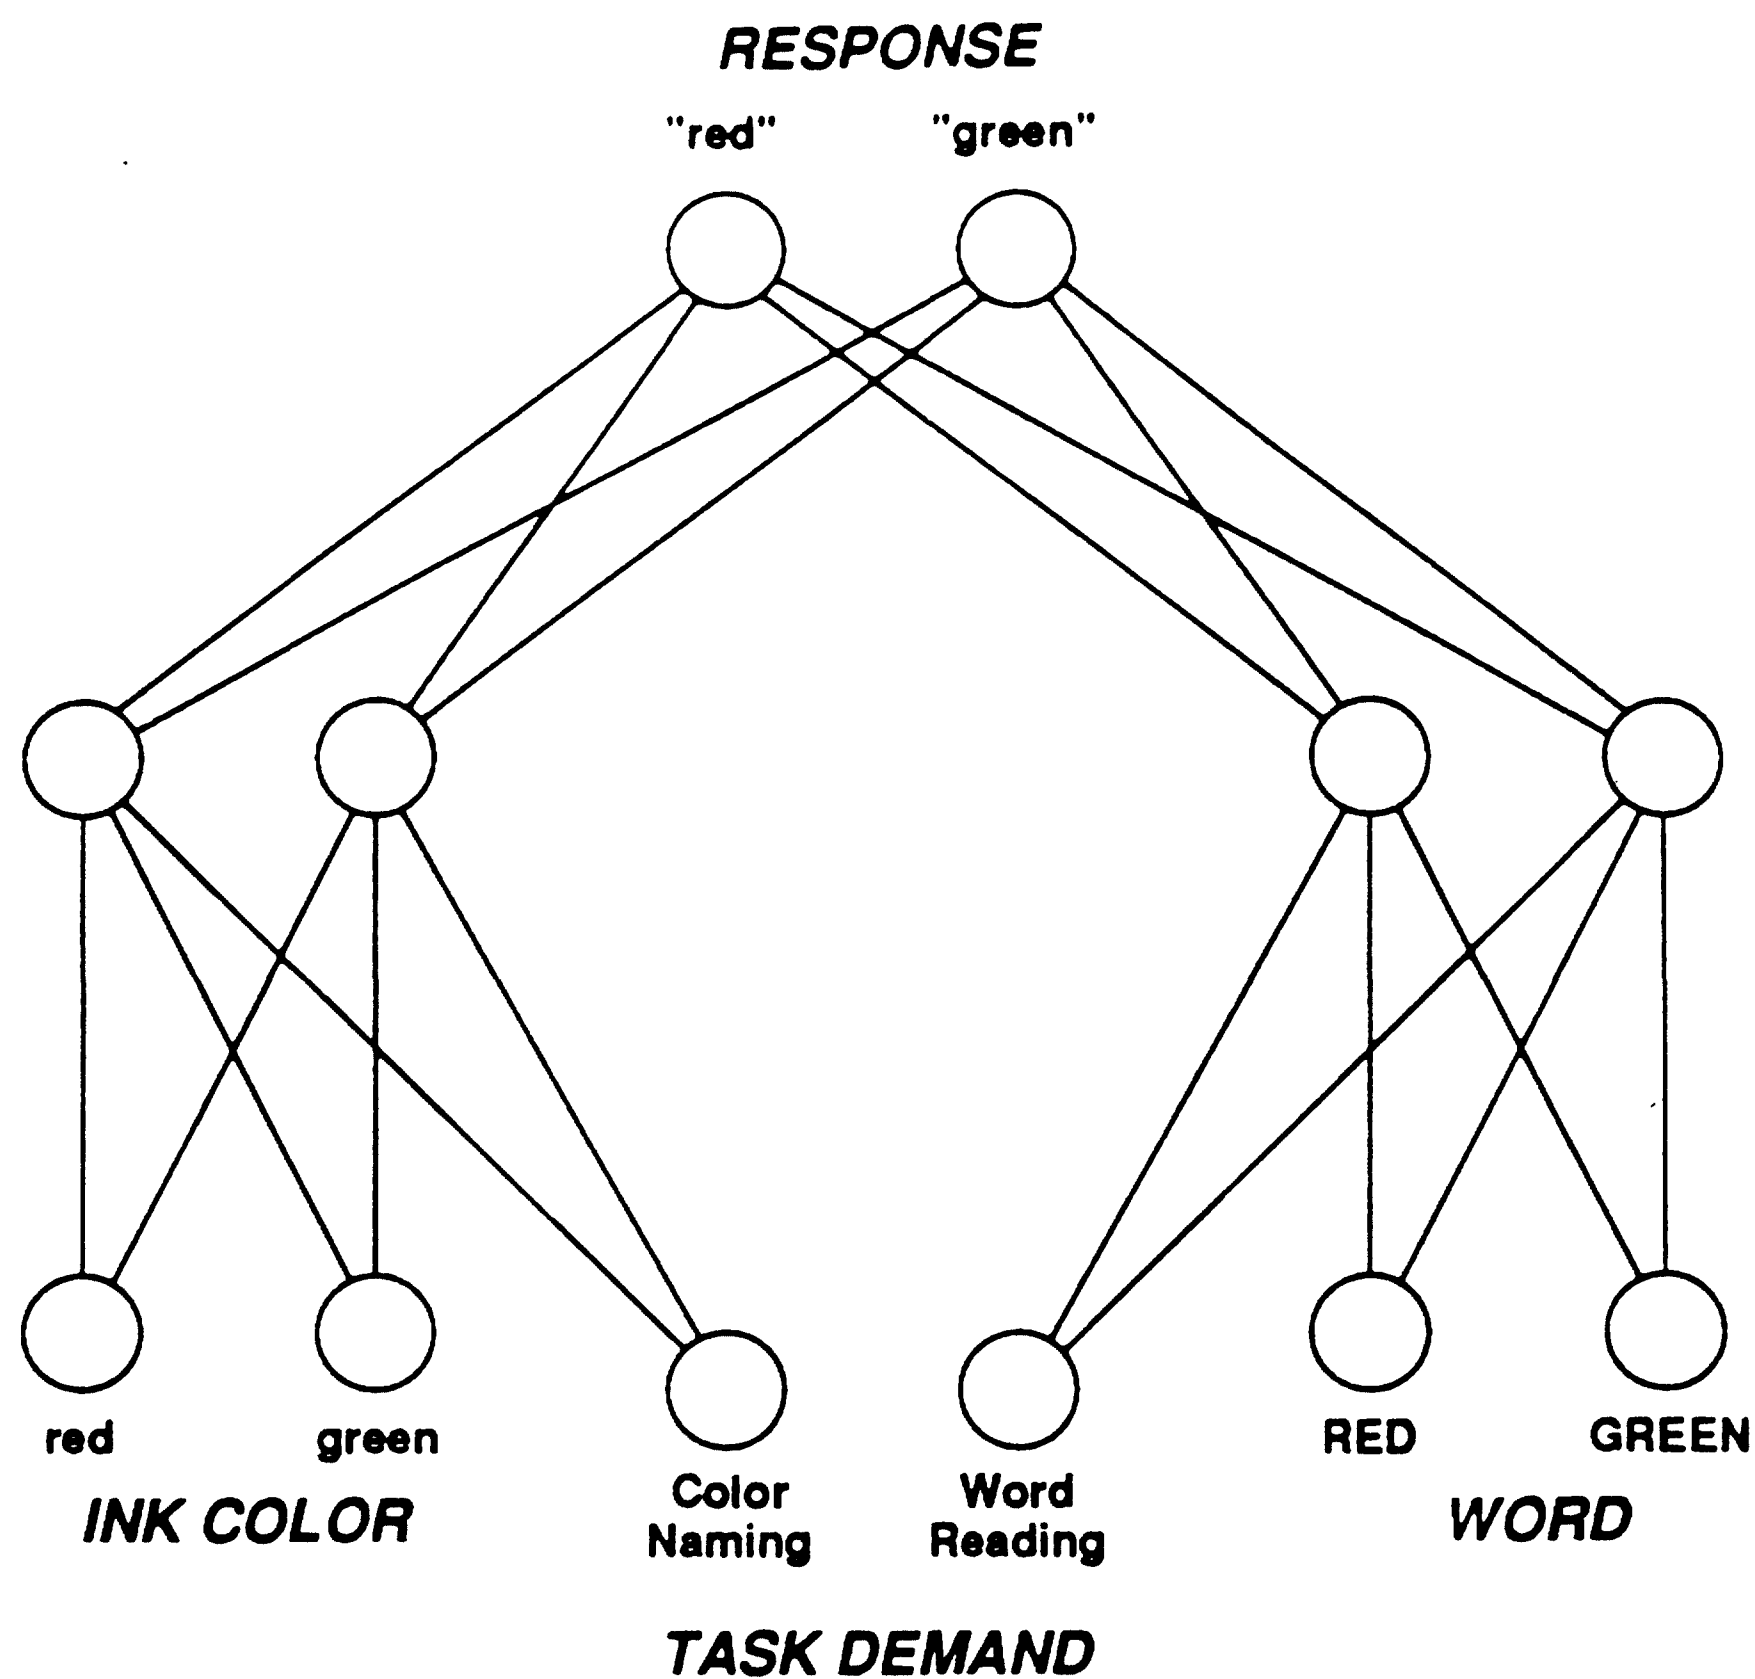 RESPONSE
"red" "green"
red green RED GREEN
Color Naming Word Reading
INK COLOR WORD
TASK DEMAND